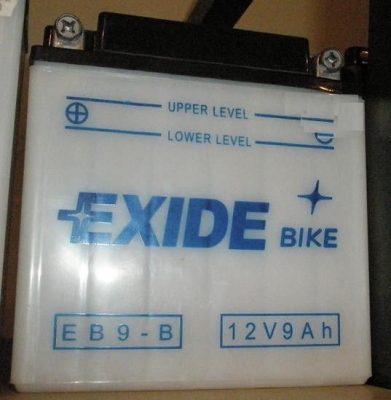 UPPER LEVEL
LOWER LEVEL
EXIDE BIKE
EB9-B 12V9Ah